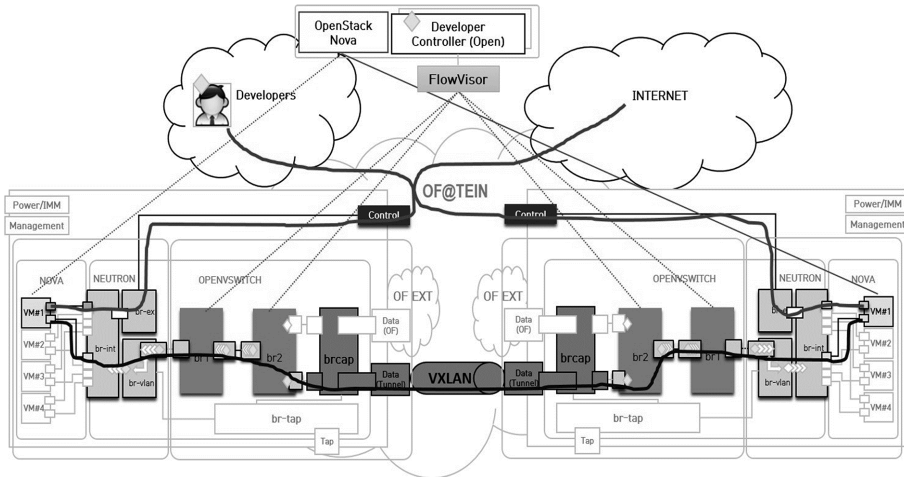 OpenStack
Nova
Developer
Controller (Open)
FlowVisor
Developers
INTERNET
OF@TEIN
Power/IMM
Management
Control
Control
Power/IMM
Management
NOVA
NEUTRON
OPENVSWITCH
OF EXT
OF EXT
OPENVSWITCH
NEUTRON
NOVA
VM#1
br-ex
VM#1
VM#2
VM#3
VM#4
br-int
br-vlan
br1
br2
brcap
Data
(OF)
Data
(Tunnel)
VXLAN
Data
(OF)
Data
(Tunnel)
brcap
br2
br1
br-int
br-vlan
VM#2
VM#3
VM#4
br-tap
Tap
br-tap
Tap